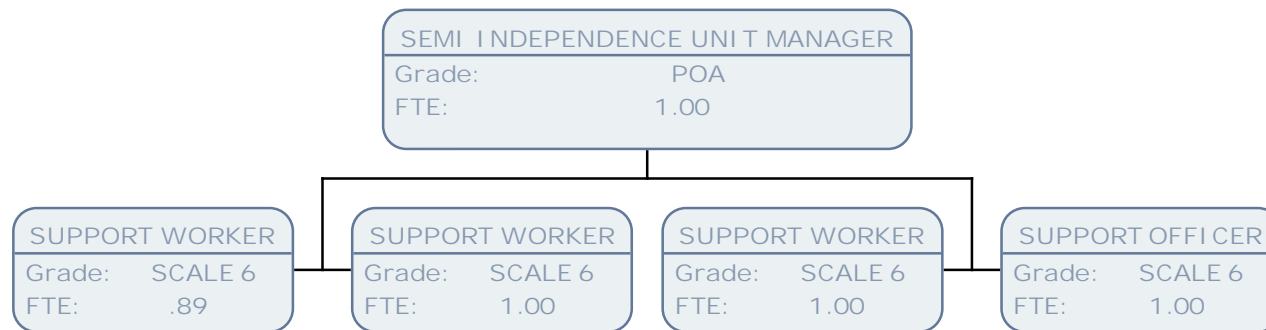 SEMI INDEPENDENCE UNIT MANAGER
Grade: POA
FTE: 1.00
SUPPORT WORKER
Grade: SCALE 6
FTE: .89
SUPPORT WORKER
Grade: SCALE 6
FTE: 1.00
SUPPORT WORKER
Grade: SCALE 6
FTE: 1.00
SUPPORT OFFICER
Grade: SCALE 6
FTE: 1.00